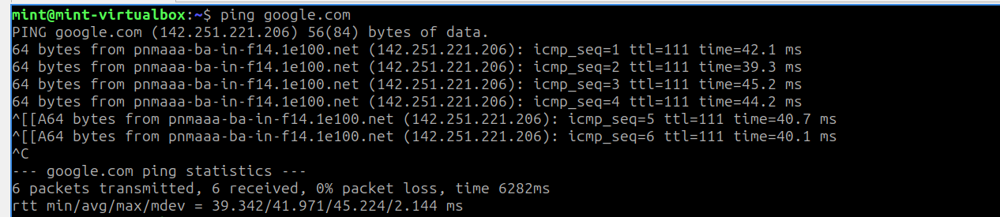 mint@mint-virtualbox:~$ ping google.com
PING google.com (142.251.221.206) 56(84) bytes of data.
64 bytes from pnmaaa-ba-in-f14.1e100.net (142.251.221.206): icmp_seq=1 ttl=111 time=42.1 ms
64 bytes from pnmaaa-ba-in-f14.1e100.net (142.251.221.206): icmp_seq=2 ttl=111 time=39.3 ms
64 bytes from pnmaaa-ba-in-f14.1e100.net (142.251.221.206): icmp_seq=3 ttl=111 time=45.2 ms
64 bytes from pnmaaa-ba-in-f14.1e100.net (142.251.221.206): icmp_seq=4 ttl=111 time=44.2 ms
^[[A64 bytes from pnmaaa-ba-in-f14.1e100.net (142.251.221.206): icmp_seq=5 ttl=111 time=40.7 ms
^[[A64 bytes from pnmaaa-ba-in-f14.1e100.net (142.251.221.206): icmp_seq=6 ttl=111 time=40.1 ms
^C
--- google.com ping statistics ---
6 packets transmitted, 6 received, 0% packet loss, time 6282ms
rtt min/avg/max/mdev = 39.342/41.971/45.224/2.144 ms